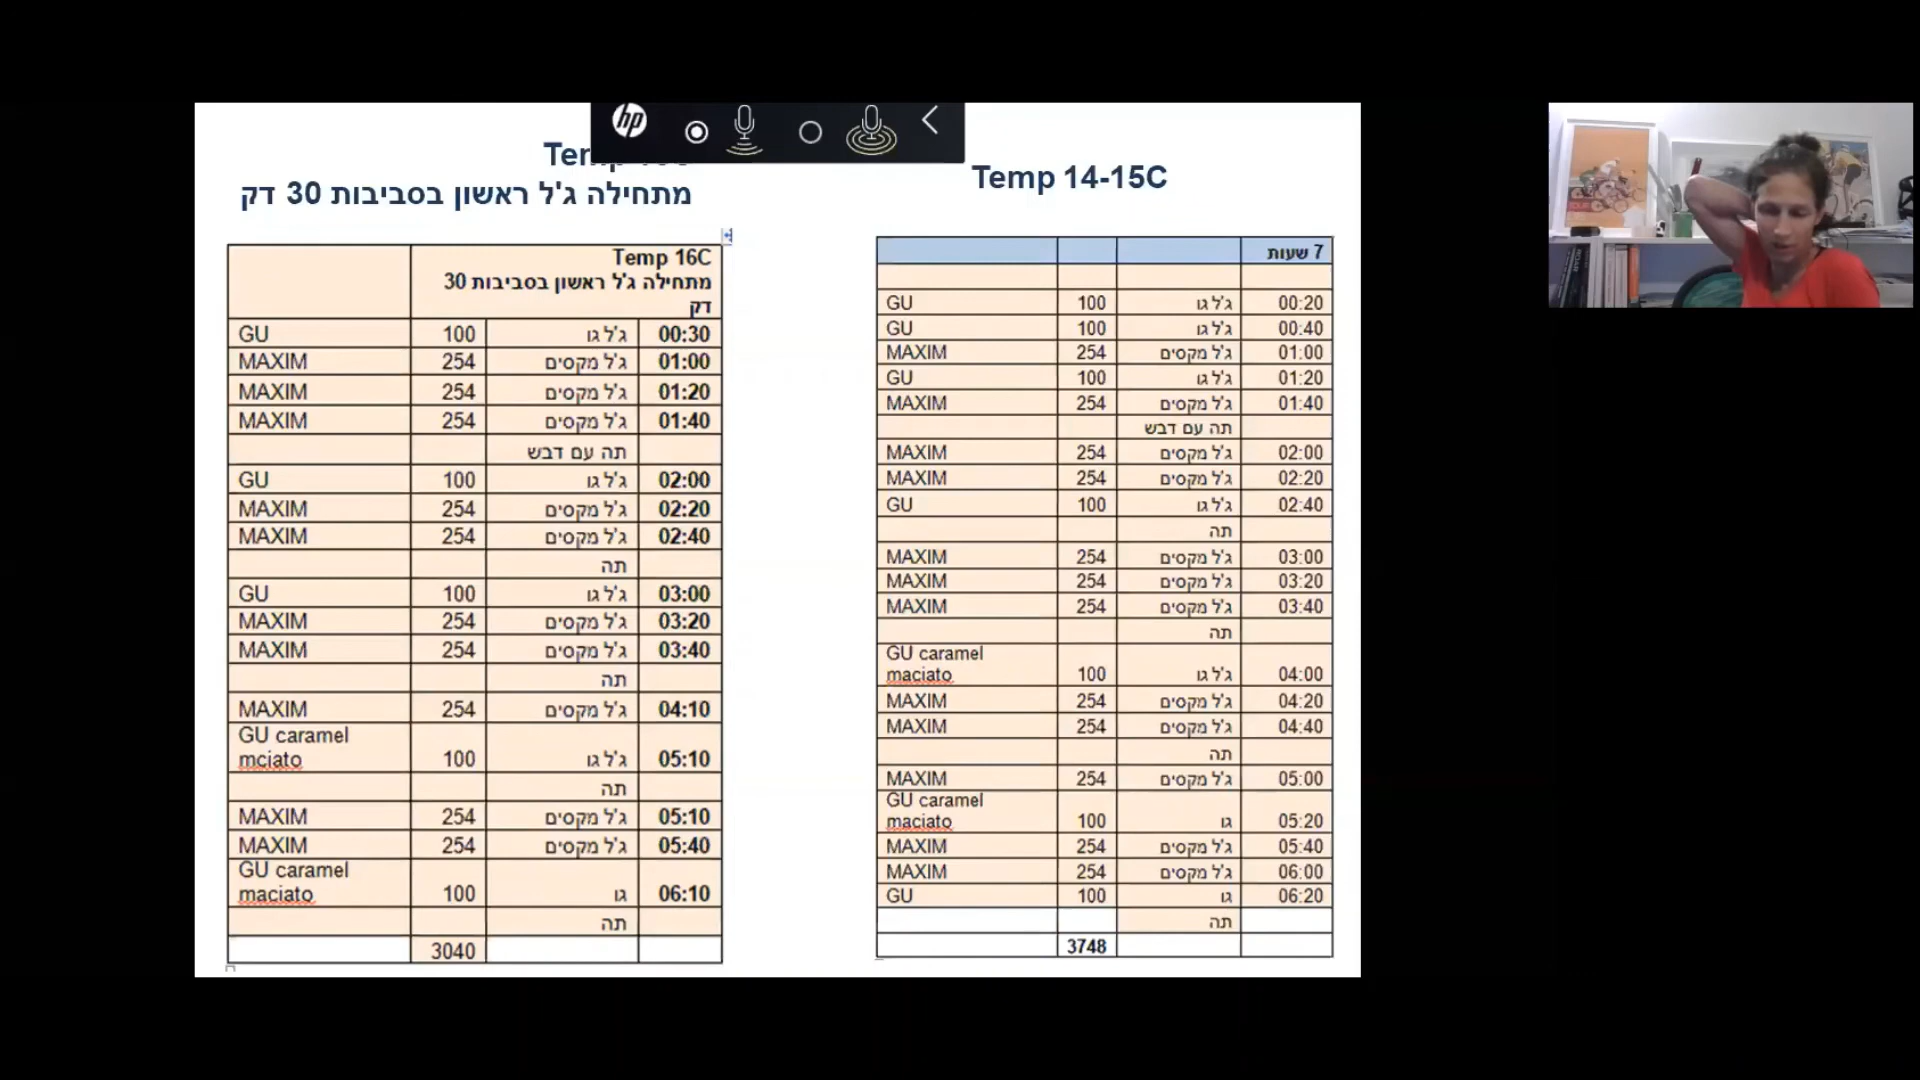 hp
מתחילה ג'ל ראשון בסביבות 30 דק
Temp 16C
מתחילה ג'ל ראשון בסביבות 30
דק
00:30 ג'ל גו 100 GU
01:00 ג'ל מקסים 254 MAXIM
01:20 ג'ל מקסים 254 MAXIM
01:40 ג'ל מקסים 254 MAXIM
תה עם דבש
02:00 ג'ל גו 100 GU
02:20 ג'ל מקסים 254 MAXIM
02:40 ג'ל מקסים 254 MAXIM
תה
03:00 ג'ל גו 100 GU
03:20 ג'ל מקסים 254 MAXIM
03:40 ג'ל מקסים 254 MAXIM
תה
04:10 ג'ל מקסים 254 MAXIM
GU caramel
05:10 ג'ל גו 100 mciato
תה
05:10 ג'ל מקסים 254 MAXIM
05:40 ג'ל מקסים 254 MAXIM
GU caramel
06:10 גו 100 maciato
תה
3040
Temp 14-15C
7 שעות
00:20 ג'ל גו 100 GU
00:40 ג'ל גו 100 GU
01:00 ג'ל מקסים 254 MAXIM
01:20 ג'ל גו 100 GU
01:40 ג'ל מקסים 254 MAXIM
תה עם דבש
02:00 ג'ל מקסים 254 MAXIM
02:20 ג'ל מקסים 254 MAXIM
02:40 ג'ל גו 100 GU
תה
03:00 ג'ל מקסים 254 MAXIM
03:20 ג'ל מקסים 254 MAXIM
03:40 ג'ל מקסים 254 MAXIM
תה
GU caramel
04:00 ג'ל גו 100 maciato
04:20 ג'ל מקסים 254 MAXIM
04:40 ג'ל מקסים 254 MAXIM
תה
05:00 ג'ל מקסים 254 MAXIM
GU caramel
05:20 גו 100 maciato
05:40 ג'ל מקסים 254 MAXIM
06:00 ג'ל מקסים 254 MAXIM
06:20 גו 100 GU
תה
3748